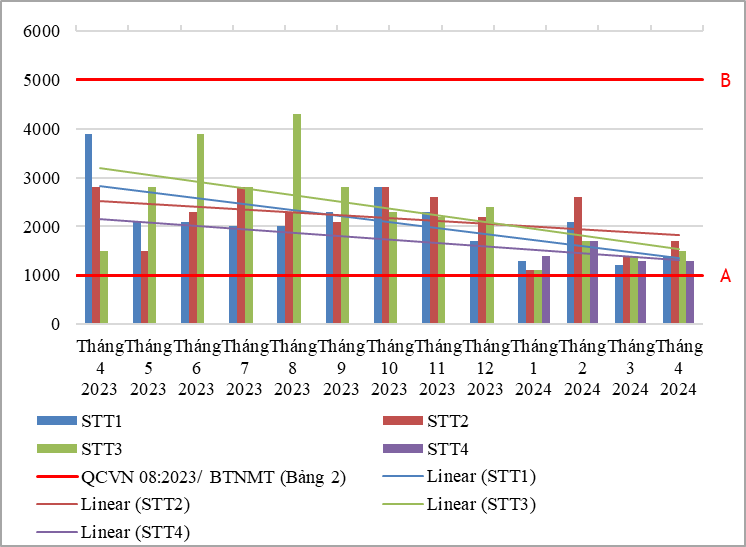 6000
5000
B
4000
3000
2000
1000
A
0
Tháng 4 2023
Tháng 5 2023
Tháng 6 2023
Tháng 7 2023
Tháng 8 2023
Tháng 9 2023
Tháng 10 2023
Tháng 11 2023
Tháng 12 2023
Tháng 1 2024
Tháng 2 2024
Tháng 3 2024
Tháng 4 2024
STT1
STT2
STT3
STT4
QCVN 08:2023/ BTNMT (Bảng 2)
Linear (STT1)
Linear (STT2)
Linear (STT3)
Linear (STT4)